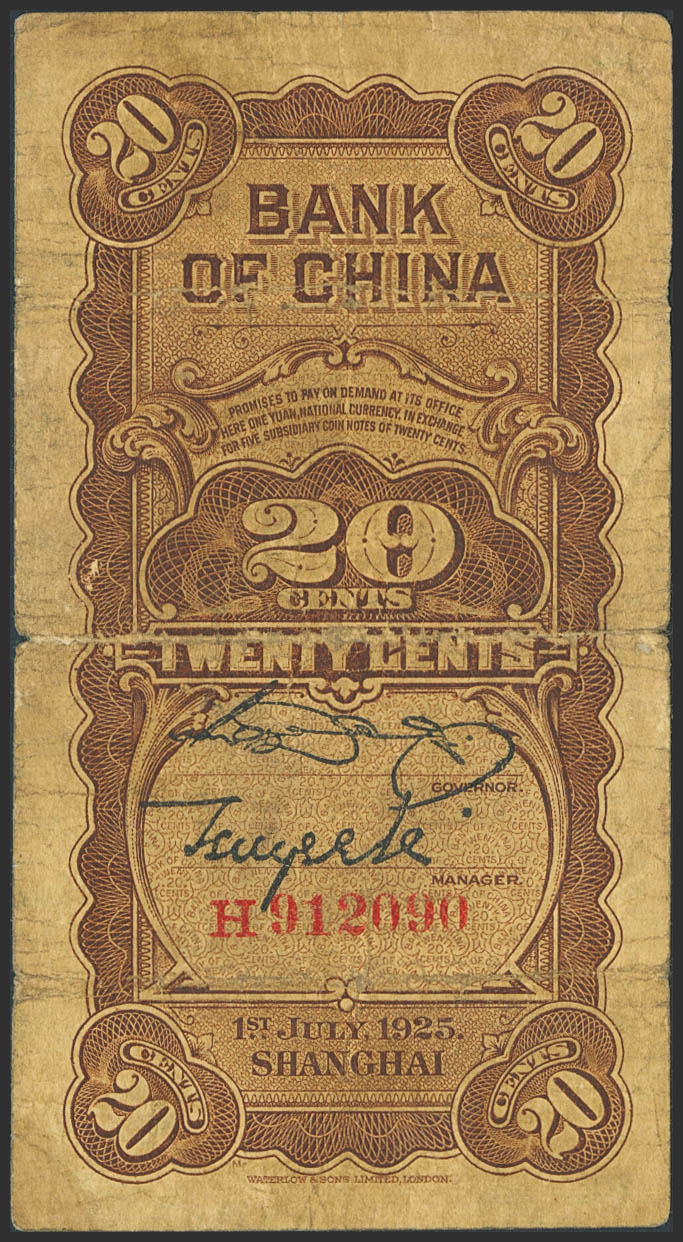 20 CENTS 20 CENTS
BANK
OF CHINA
PROMISES TO PAY ON DEMAND AT ITS OFFICE
HERE ONE YUAN, NATIONAL CURRENCY, IN EXCHANGE
FOR FIVE SUBSIDIARY COIN NOTES OF TWENTY CENTS.
20
CENTS
TWENTY CENTS
GOVERNOR.
MANAGER.
H912090
1ST JULY, 1925.
SHANGHAI
CENTS 20 CENTS 20
WATERLOW & SONS LIMITED, LONDON.